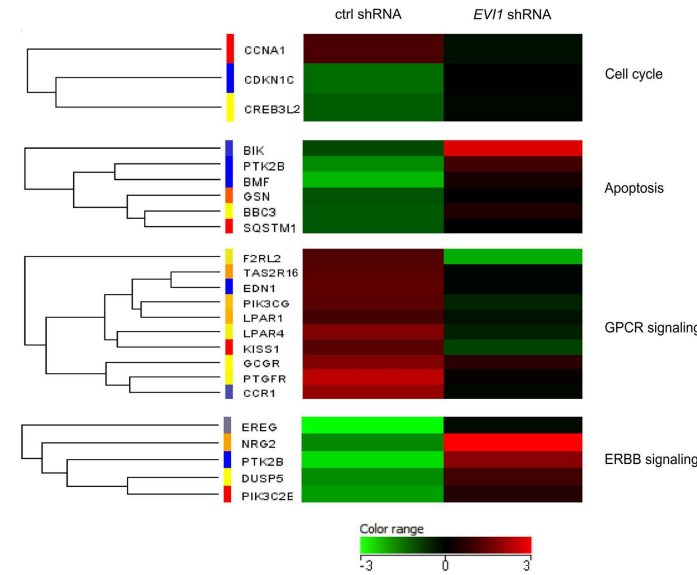 ctrl shRNA EVI1 shRNA
CCNA1
CDKN1C
CREB3L2
Cell cycle
BIK
PTK2B
BMF
GSN
BBC3
SQSTM1
Apoptosis
F2RL2
TAS2R16
EDN1
PIK3CG
LPAR1
LPAR4
KISS1
GCGR
PTGFR
CCR1
GPCR signaling
EREG
NRG2
PTK2B
DUSP5
PIK3C2B
ERBB signaling
Color range
-3 0 3